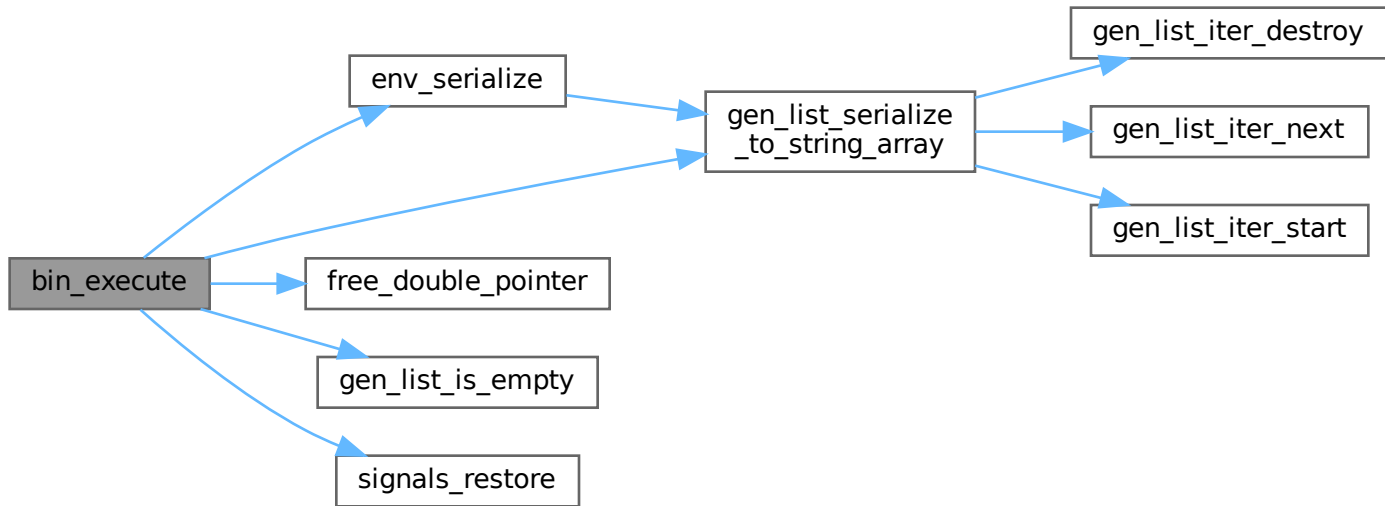 bin_execute
env_serialize
gen_list_serialize
_to_string_array
gen_list_iter_destroy
gen_list_iter_next
gen_list_iter_start
free_double_pointer
gen_list_is_empty
signals_restore